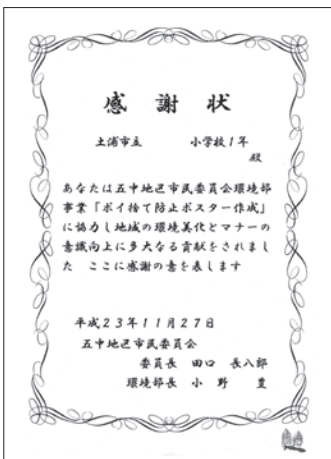 感謝状
土浦市立 小学校1年
殿
あなたは五中地区市民委員会環境部
事業『ポイ捨て防止ポスター作成』
に協力し地域の環境美化とマナーの
意識向上に多大なる貢献をされまし
た ここに感謝の意を表します
平成23年11月27日
五中地区市民委員会
委員長 田口 長八郎
環境部長 小野 豊